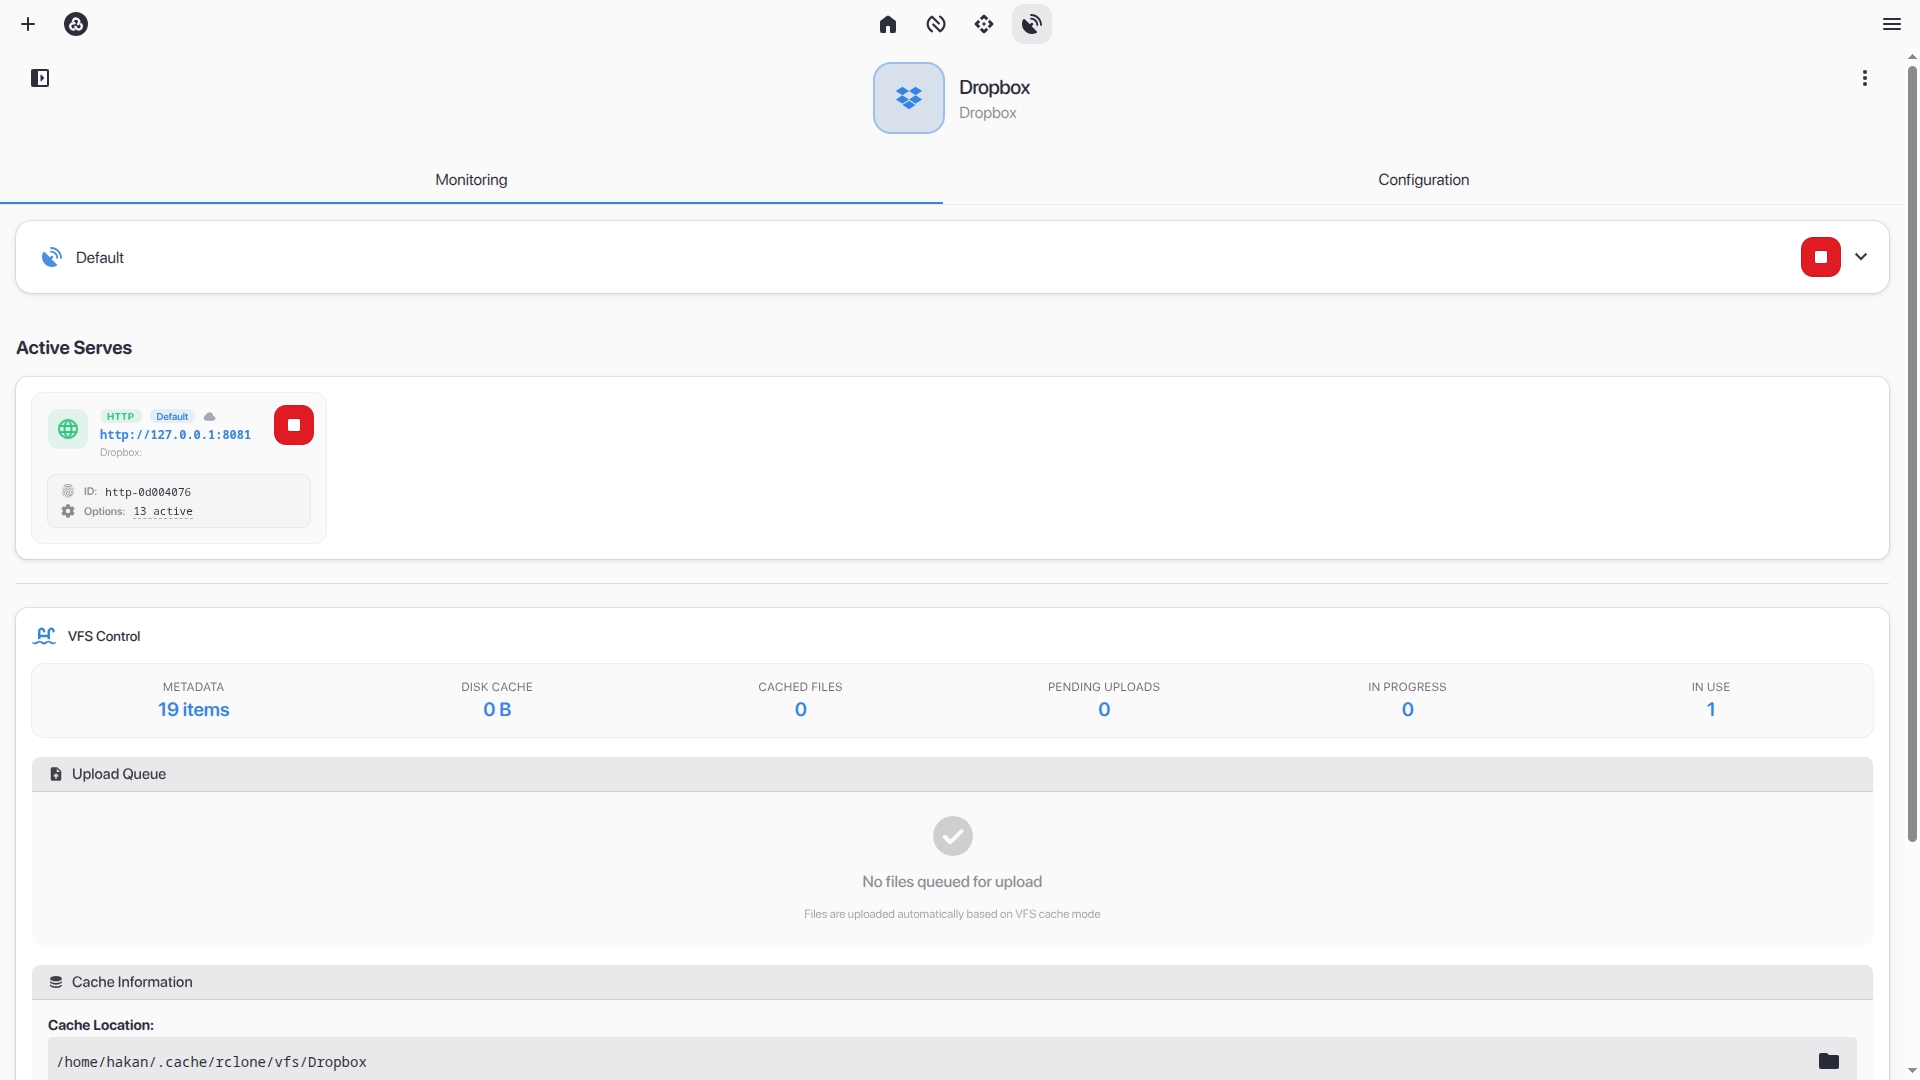 Dropbox
Dropbox
Monitoring
Configuration
Default
Active Serves
HTTP Default
http://127.0.0.1:8081
Dropbox:
ID: http-0d004076
Options: 13 active
VFS Control
METADATA
19 items
DISK CACHE
0 B
CACHED FILES
0
PENDING UPLOADS
0
IN PROGRESS
0
IN USE
1
Upload Queue
No files queued for upload
Files are uploaded automatically based on VFS cache mode
Cache Information
Cache Location:
/home/hakan/.cache/rclone/vfs/Dropbox